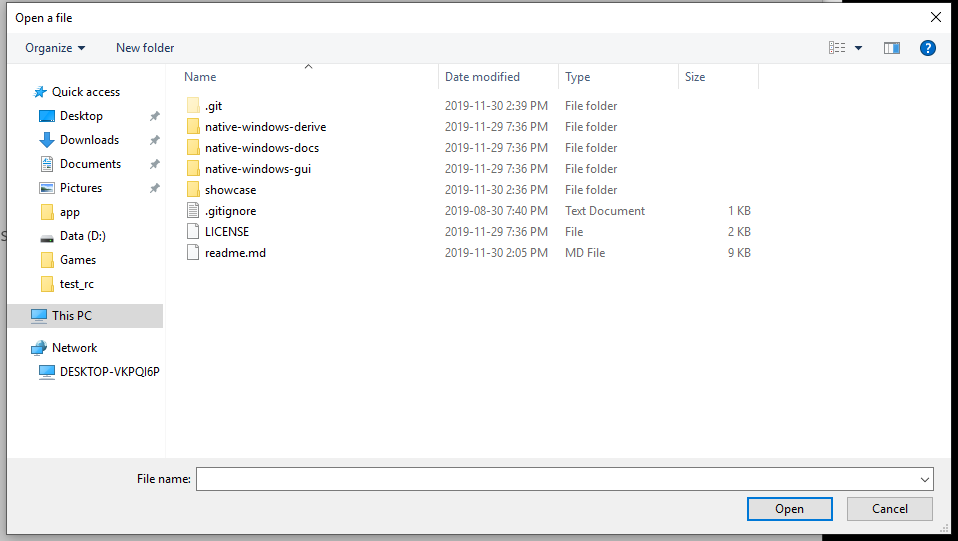 Open a file
Organize New folder
Name Date modified Type Size
Quick access
Desktop
Downloads
Documents
Pictures
app
Data (D:)
Games
test_rc
This PC
Network
DESKTOP-VKPQI6P
.git 2019-11-30 2:39 PM File folder
native-windows-derive 2019-11-29 7:36 PM File folder
native-windows-docs 2019-11-29 7:36 PM File folder
native-windows-gui 2019-11-29 7:36 PM File folder
showcase 2019-11-30 2:36 PM File folder
.gitignore 2019-08-30 7:40 PM Text Document 1 KB
LICENSE 2019-11-29 7:36 PM File 2 KB
readme.md 2019-11-30 2:05 PM MD File 9 KB
File name:
Open Cancel